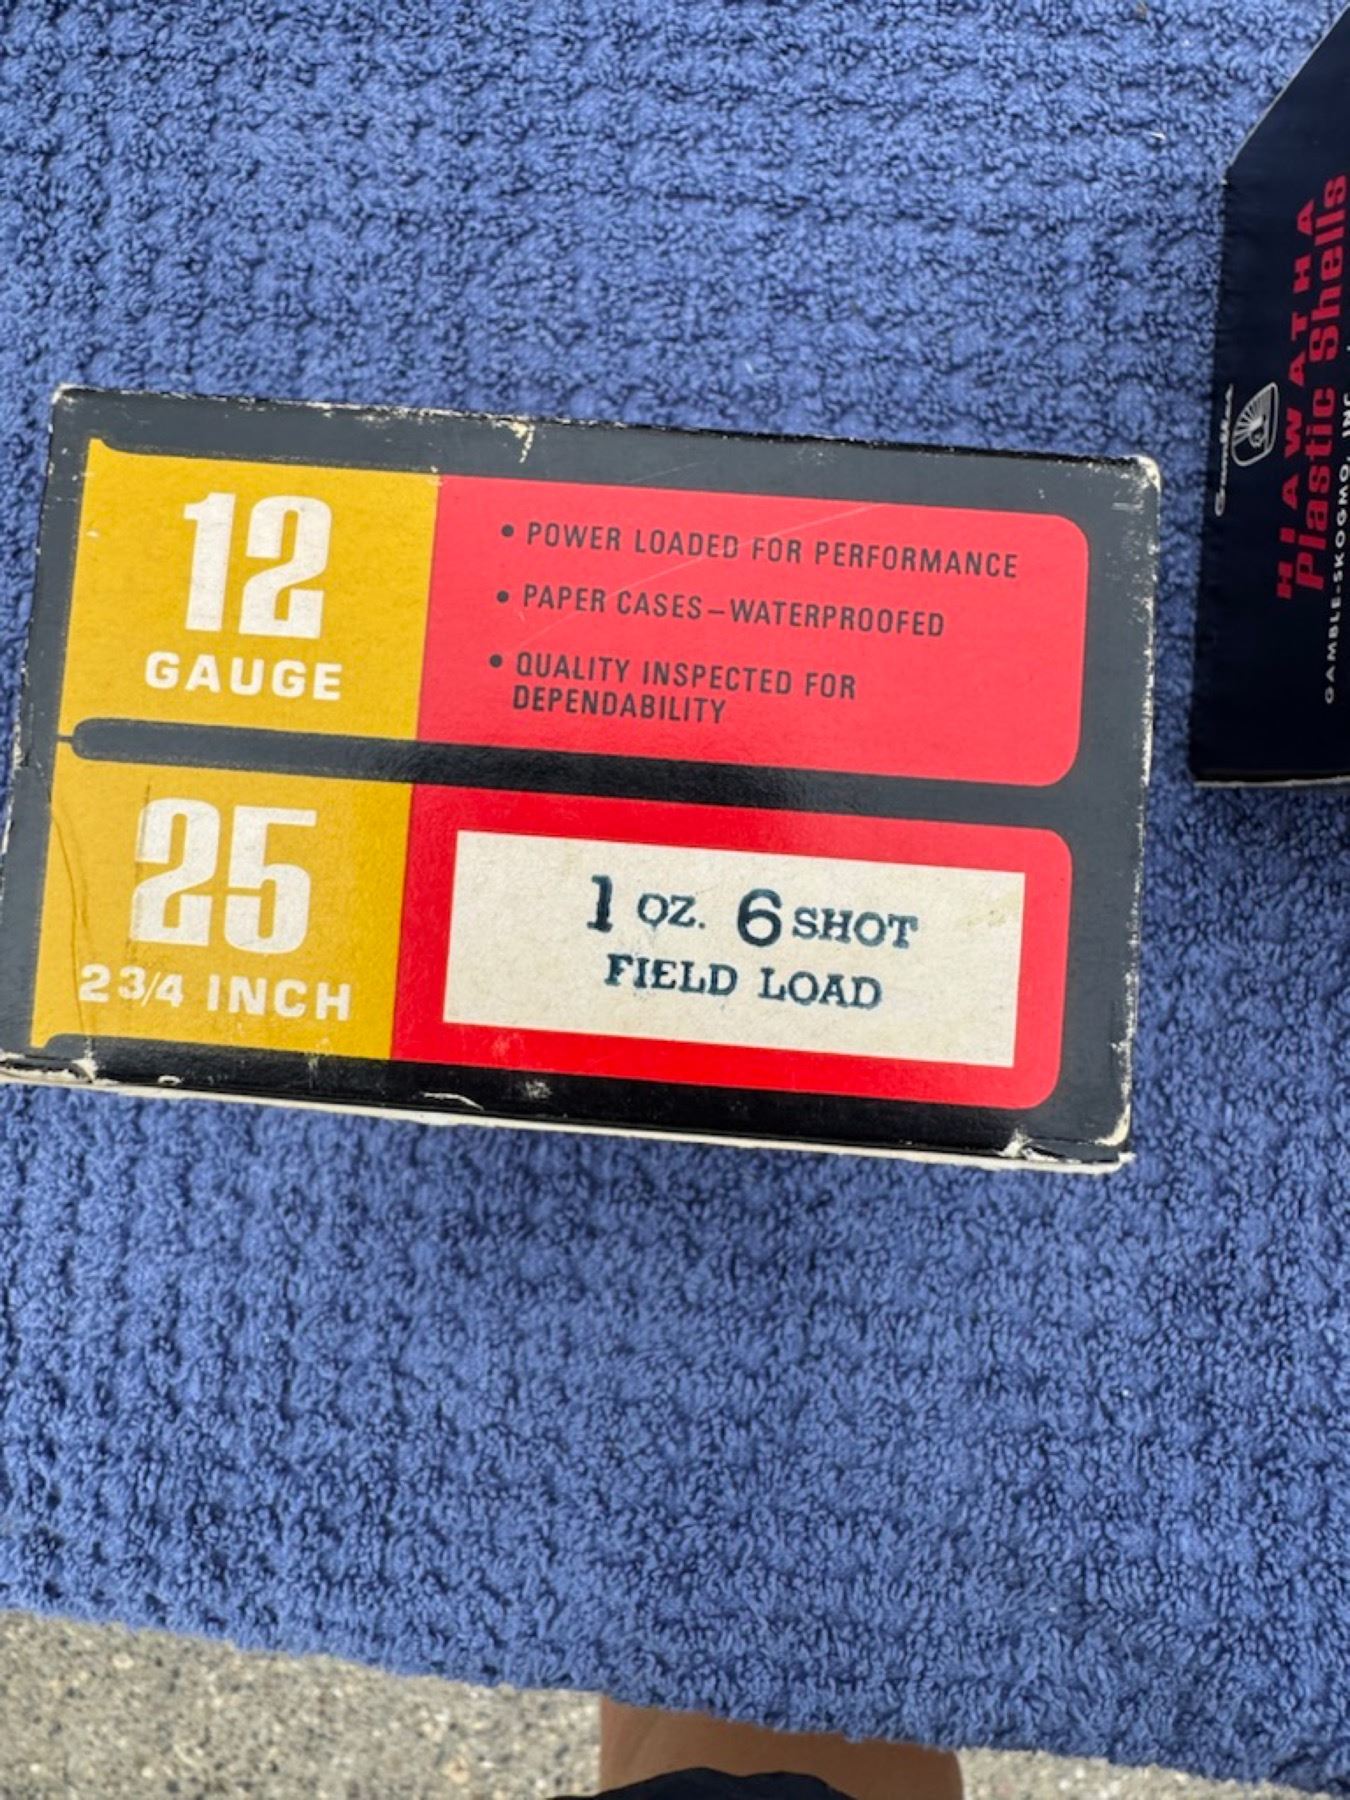 12
GAUGE
• POWER LOADED FOR PERFORMANCE
• PAPER CASES–WATERPROOFED
• QUALITY INSPECTED FOR
DEPENDABILITY
25
2 3/4 INCH
1 OZ. 6 SHOT
FIELD LOAD
Gambles
HIAWATHA
Plastic Shells
GAMBLE-SKOGMO, INC.